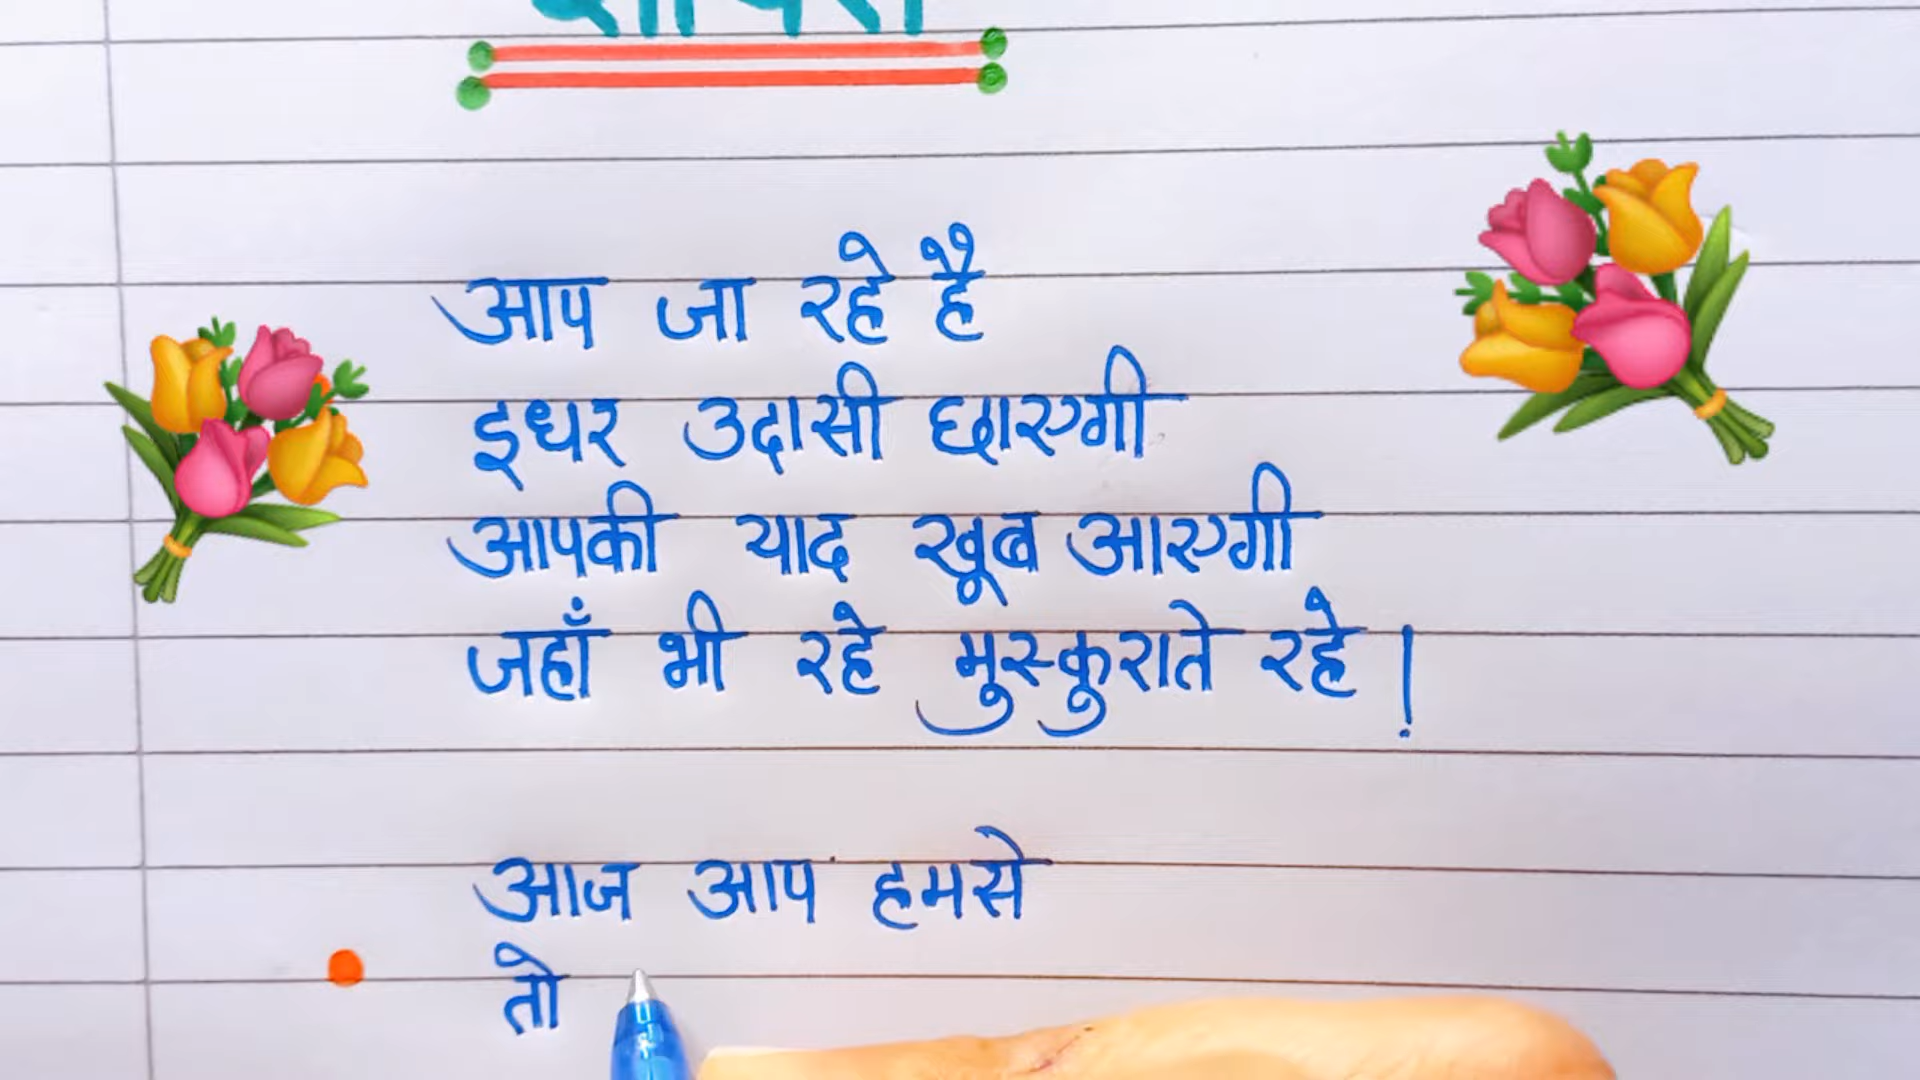 आप जा रहे है
इधर उदासी छाएगी
आपकी याद खूब आएगी
जहाँ भी रहे मुस्कुराते रहे !
आज आप हमसे
तो